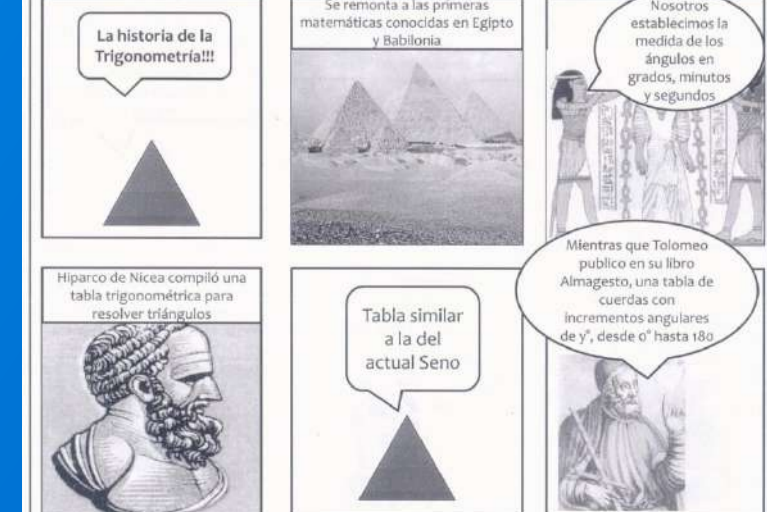 La historia de la
Trigonometría!!!
Se remonta a las primeras
matemáticas conocidas en Egipto
y Babilonia
Nosotros
establecimos la
medida de los
ángulos en
grados, minutos
y segundos
Hiparco de Nicea compiló una
tabla trigonométrica para
resolver triángulos
Tabla similar
a la del
actual Seno
Mientras que Tolomeo
publico en su libro
Almagesto, una tabla de
cuerdas con
incrementos angulares
de y°, desde 0° hasta 180